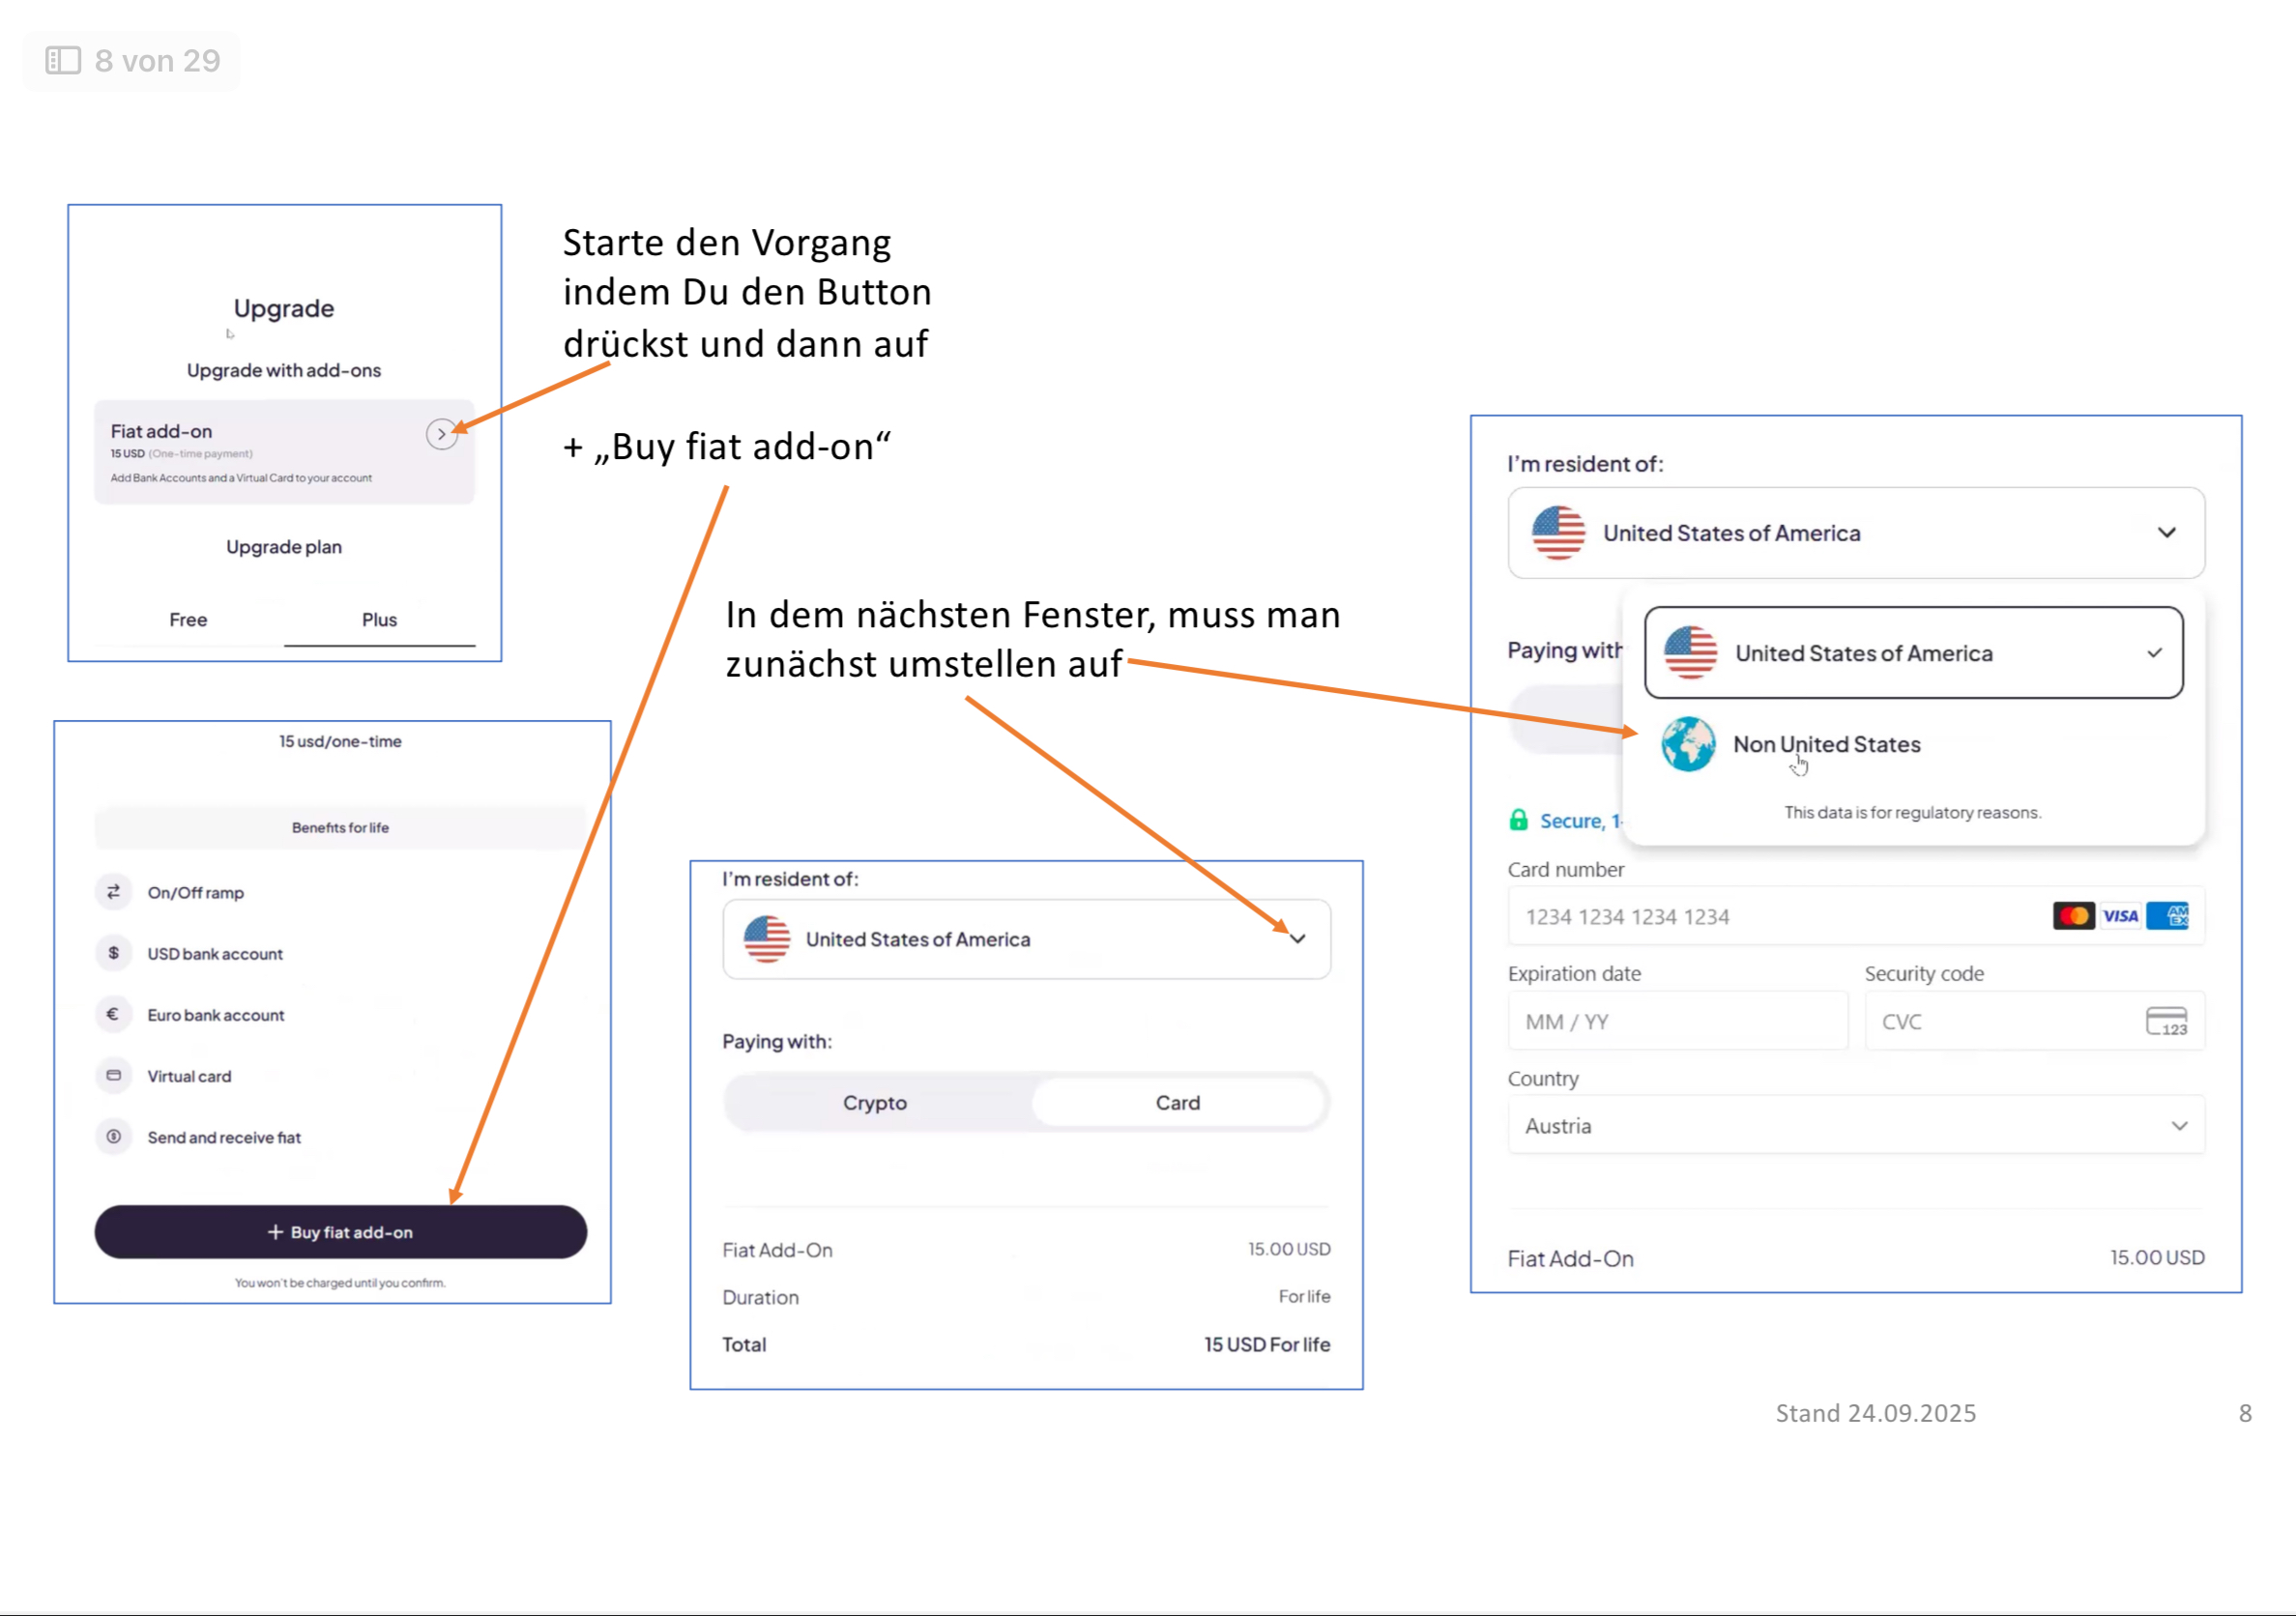 8 von 29
Upgrade
Upgrade with add-ons
Fiat add-on
15 USD (One-time payment)
Add Bank Accounts and a Virtual Card to your account
Upgrade plan
Free Plus
Starte den Vorgang
indem Du den Button
drückst und dann auf
+ „Buy fiat add-on“
15 usd/one-time
Benefits for life
On/Off ramp
$ USD bank account
€ Euro bank account
Virtual card
Send and receive fiat
+ Buy fiat add-on
You won't be charged until you confirm.
In dem nächsten Fenster, muss man
zunächst umstellen auf
I'm resident of:
United States of America
Paying with:
Crypto Card
Fiat Add-On 15.00 USD
Duration For life
Total 15 USD For life
I'm resident of:
United States of America
Paying with
United States of America
Non United States
This data is for regulatory reasons.
Secure, 1-
Card number
1234 1234 1234 1234 VISA AM EX
Expiration date Security code
MM / YY CVC 123
Country
Austria
Fiat Add-On 15.00 USD
Stand 24.09.2025 8